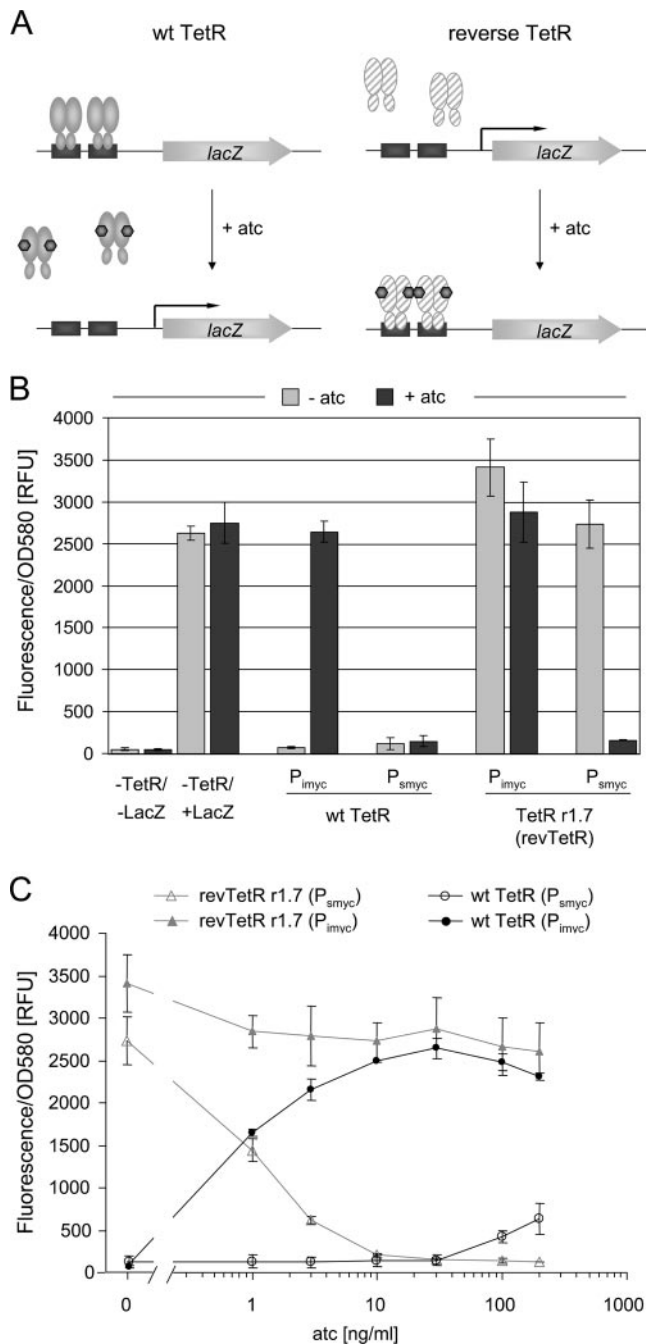 A
wt TetR
reverse TetR
lacZ
lacZ
+ atc
+ atc
lacZ
lacZ
B
- atc
+ atc
4000
3500
3000
2500
2000
1500
1000
500
0
Fluorescence/OD580 [RFU]
-TetR/
-LacZ
-TetR/
+LacZ
Pimyc
Psmyc
wt TetR
Pimyc
Psmyc
TetR r1.7
(revTetR)
C
revTetR r1.7 (Psmyc)
revTetR r1.7 (Pimyc)
wt TetR (Psmyc)
wt TetR (Pimyc)
4000
3500
3000
2500
2000
1500
1000
500
0
Fluorescence/OD580 [RFU]
0
1
10
100
1000
atc [ng/ml]